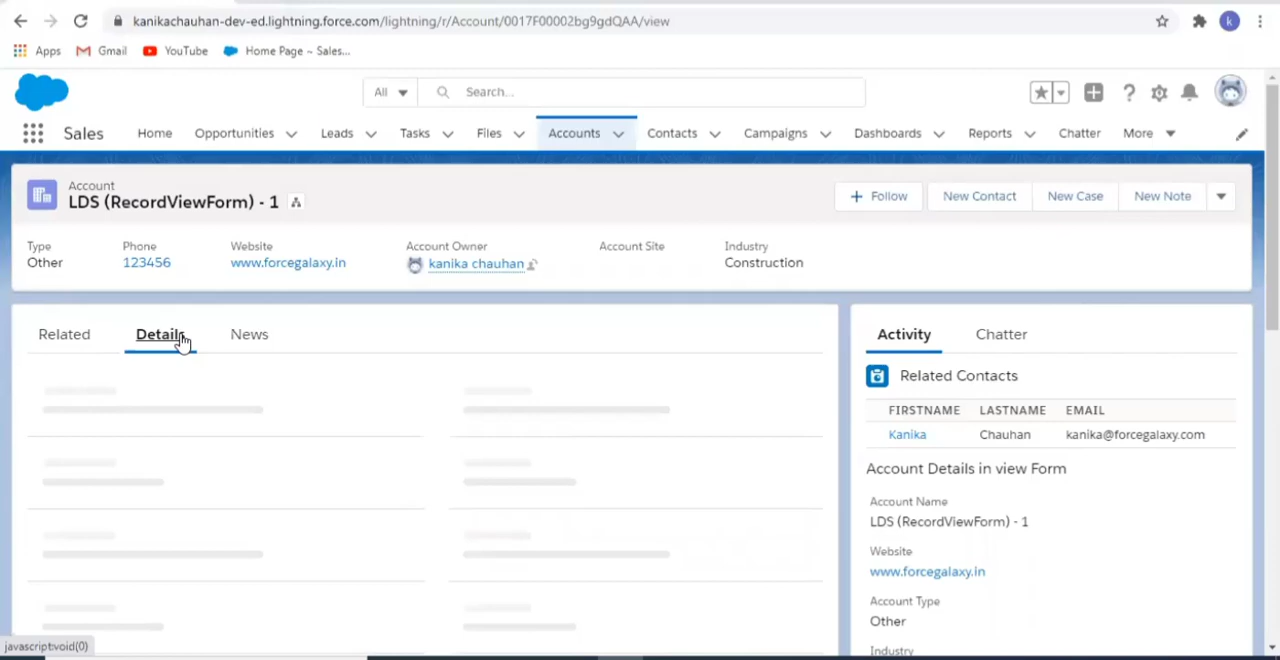 kanikachauhan-dev-ed.lightning.force.com/lightning/r/Account/0017F00002bg9gdQAA/view
k
Apps Gmail YouTube Home Page ~ Sales...
All Search...
Sales Home Opportunities Leads Tasks Files Accounts Contacts Campaigns Dashboards Reports Chatter More
Account
LDS (RecordViewForm) - 1
+ Follow New Contact New Case New Note
Type Phone Website Account Owner Account Site Industry
Other 123456 www.forcegalaxy.in kanika chauhan Construction
Related Details News
Activity Chatter
Related Contacts
FIRSTNAME LASTNAME EMAIL
Kanika Chauhan kanika@forcegalaxy.com
Account Details in view Form
Account Name
LDS (RecordViewForm) - 1
Website
www.forcegalaxy.in
Account Type
Other
Industry
javascript:void(0)